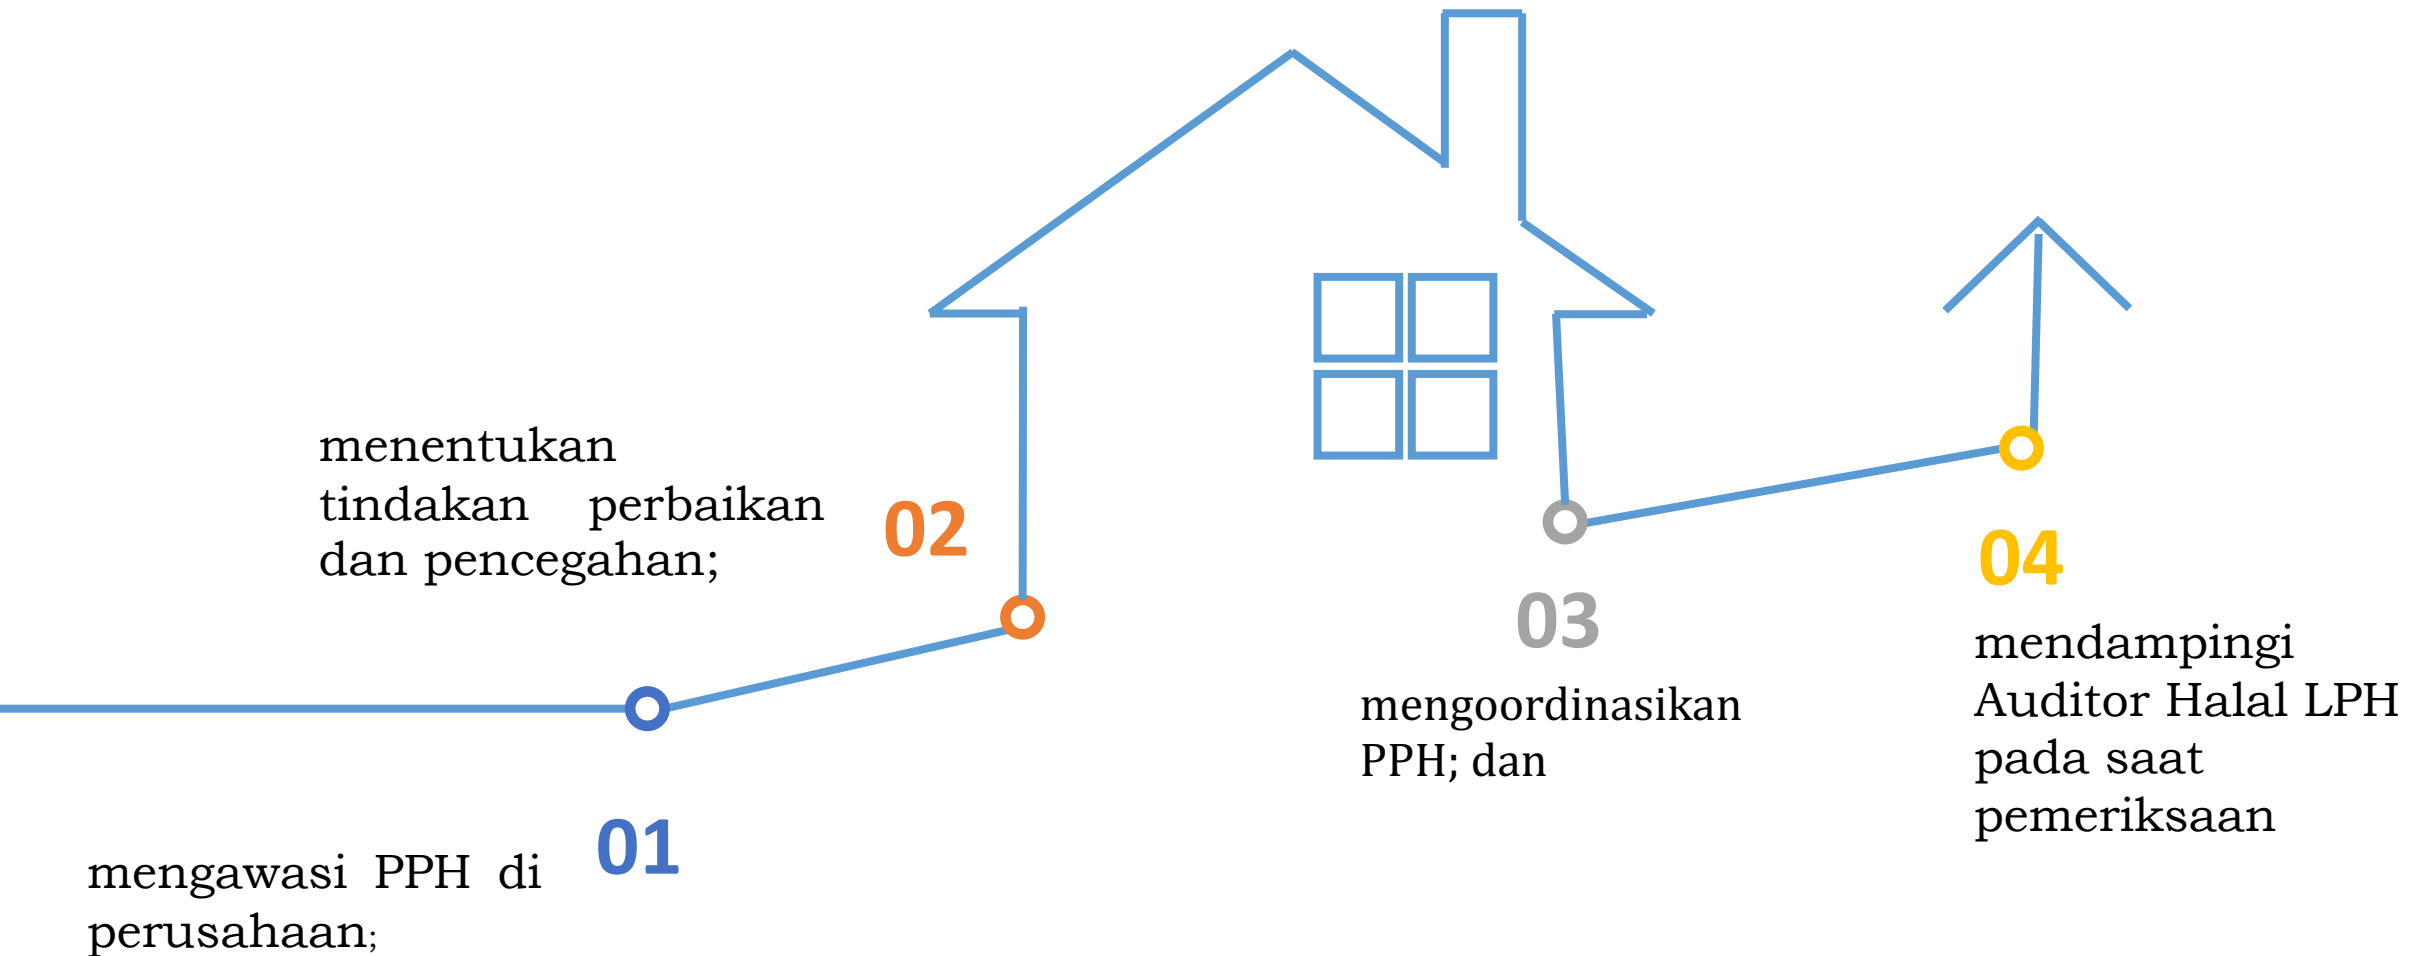 01
mengawasi PPH di
perusahaan;
02
menentukan
tindakan perbaikan
dan pencegahan;
03
mengoordinasikan
PPH; dan
04
mendampingi
Auditor Halal LPH
pada saat
pemeriksaan